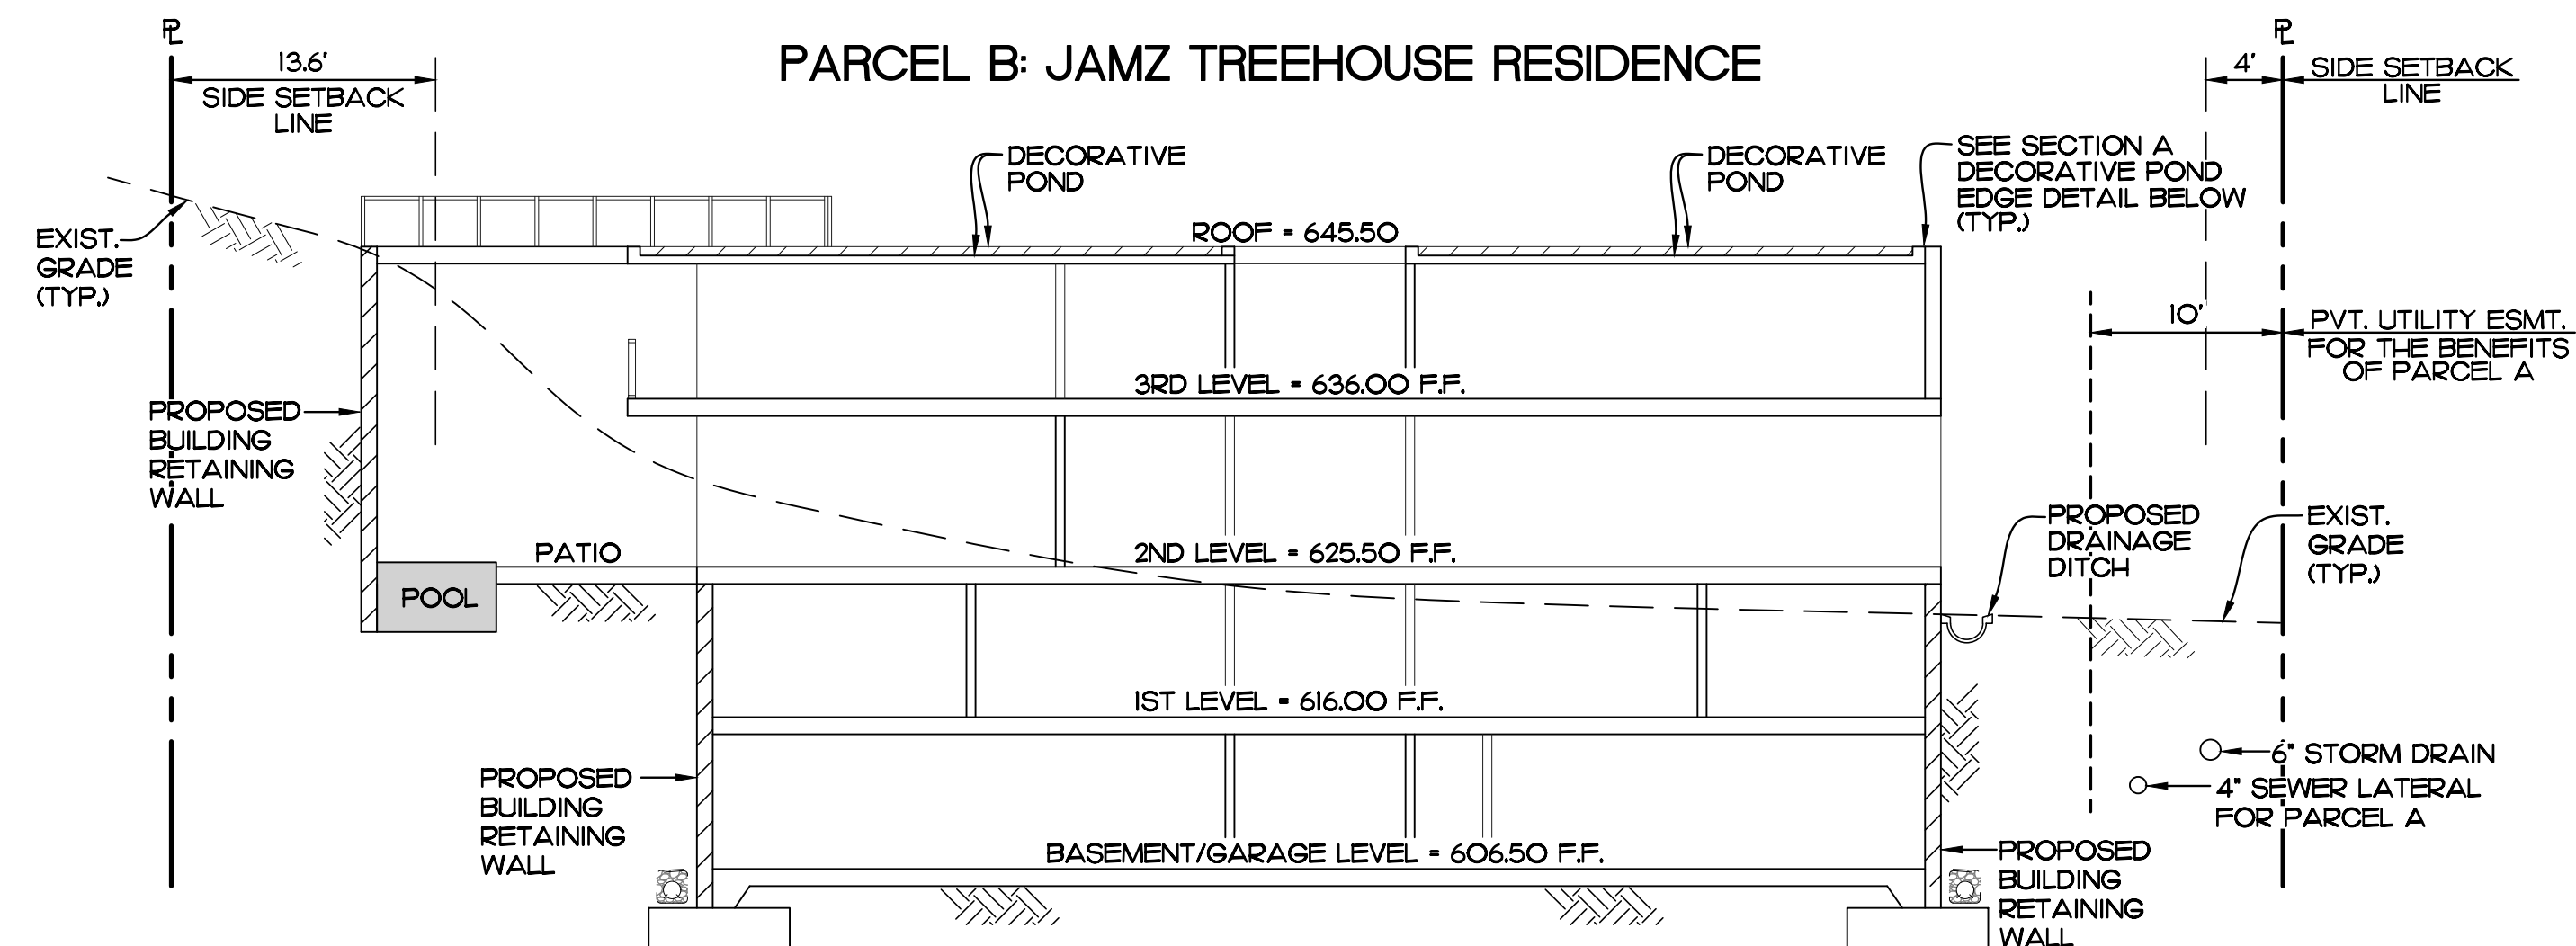 PARCEL B: JAMZ TREEHOUSE RESIDENCE
PL
13.6'
SIDE SETBACK
LINE
PL
4'
SIDE SETBACK
LINE
DECORATIVE
POND
DECORATIVE
POND
SEE SECTION A
DECORATIVE POND
EDGE DETAIL BELOW
(TYP.)
EXIST.
GRADE
(TYP.)
ROOF = 645.50
10'
PVT. UTILITY ESMT.
FOR THE BENEFITS
OF PARCEL A
3RD LEVEL = 636.00 F.F.
PROPOSED
BUILDING
RETAINING
WALL
PROPOSED
DRAINAGE
DITCH
EXIST.
GRADE
(TYP.)
PATIO
2ND LEVEL = 625.50 F.F.
POOL
1ST LEVEL = 616.00 F.F.
6" STORM DRAIN
4" SEWER LATERAL
FOR PARCEL A
PROPOSED
BUILDING
RETAINING
WALL
BASEMENT/GARAGE LEVEL = 606.50 F.F.
PROPOSED
BUILDING
RETAINING
WALL